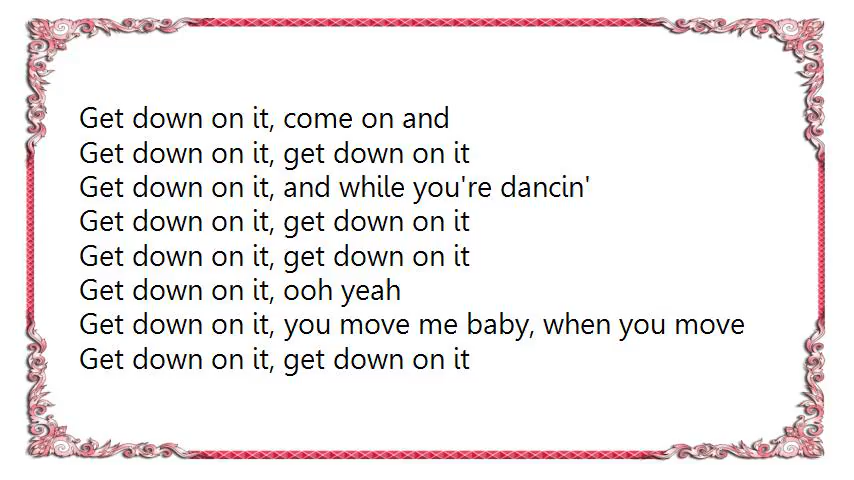 Get down on it, come on and
Get down on it, get down on it
Get down on it, and while you're dancin'
Get down on it, get down on it
Get down on it, get down on it
Get down on it, ooh yeah
Get down on it, you move me baby, when you move
Get down on it, get down on it